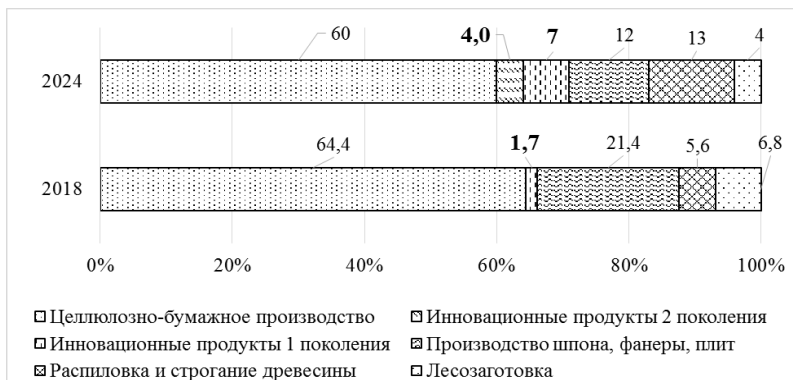 60 4,0 7 12 13 4
2024
64,4 1,7 21,4 5,6 6,8
2018
0% 20% 40% 60% 80% 100%
Целлюлозно-бумажное производство Инновационные продукты 2 поколения
Инновационные продукты 1 поколения Производство шпона, фанеры, плит
Распиловка и строгание древесины Лесозаготовка